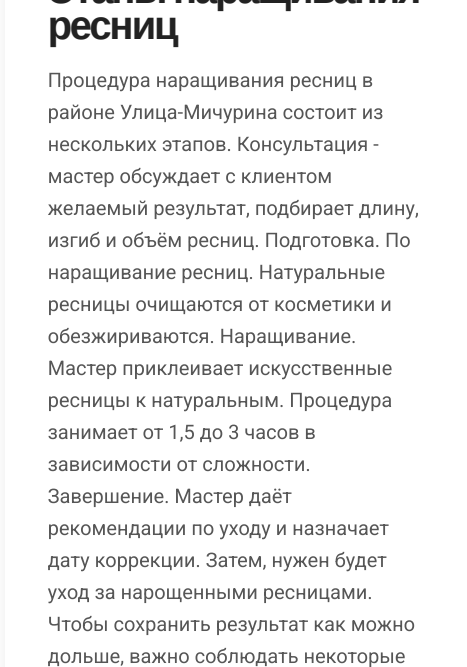 Этапы наращивания
ресниц
Процедура наращивания ресниц в
районе Улица-Мичурина состоит из
нескольких этапов. Консультация -
мастер обсуждает с клиентом
желаемый результат, подбирает длину,
изгиб и объём ресниц. Подготовка. По
наращивание ресниц. Натуральные
ресницы очищаются от косметики и
обезжириваются. Наращивание.
Мастер приклеивает искусственные
ресницы к натуральным. Процедура
занимает от 1,5 до 3 часов в
зависимости от сложности.
Завершение. Мастер даёт
рекомендации по уходу и назначает
дату коррекции. Затем, нужен будет
уход за нарощенными ресницами.
Чтобы сохранить результат как можно
дольше, важно соблюдать некоторые